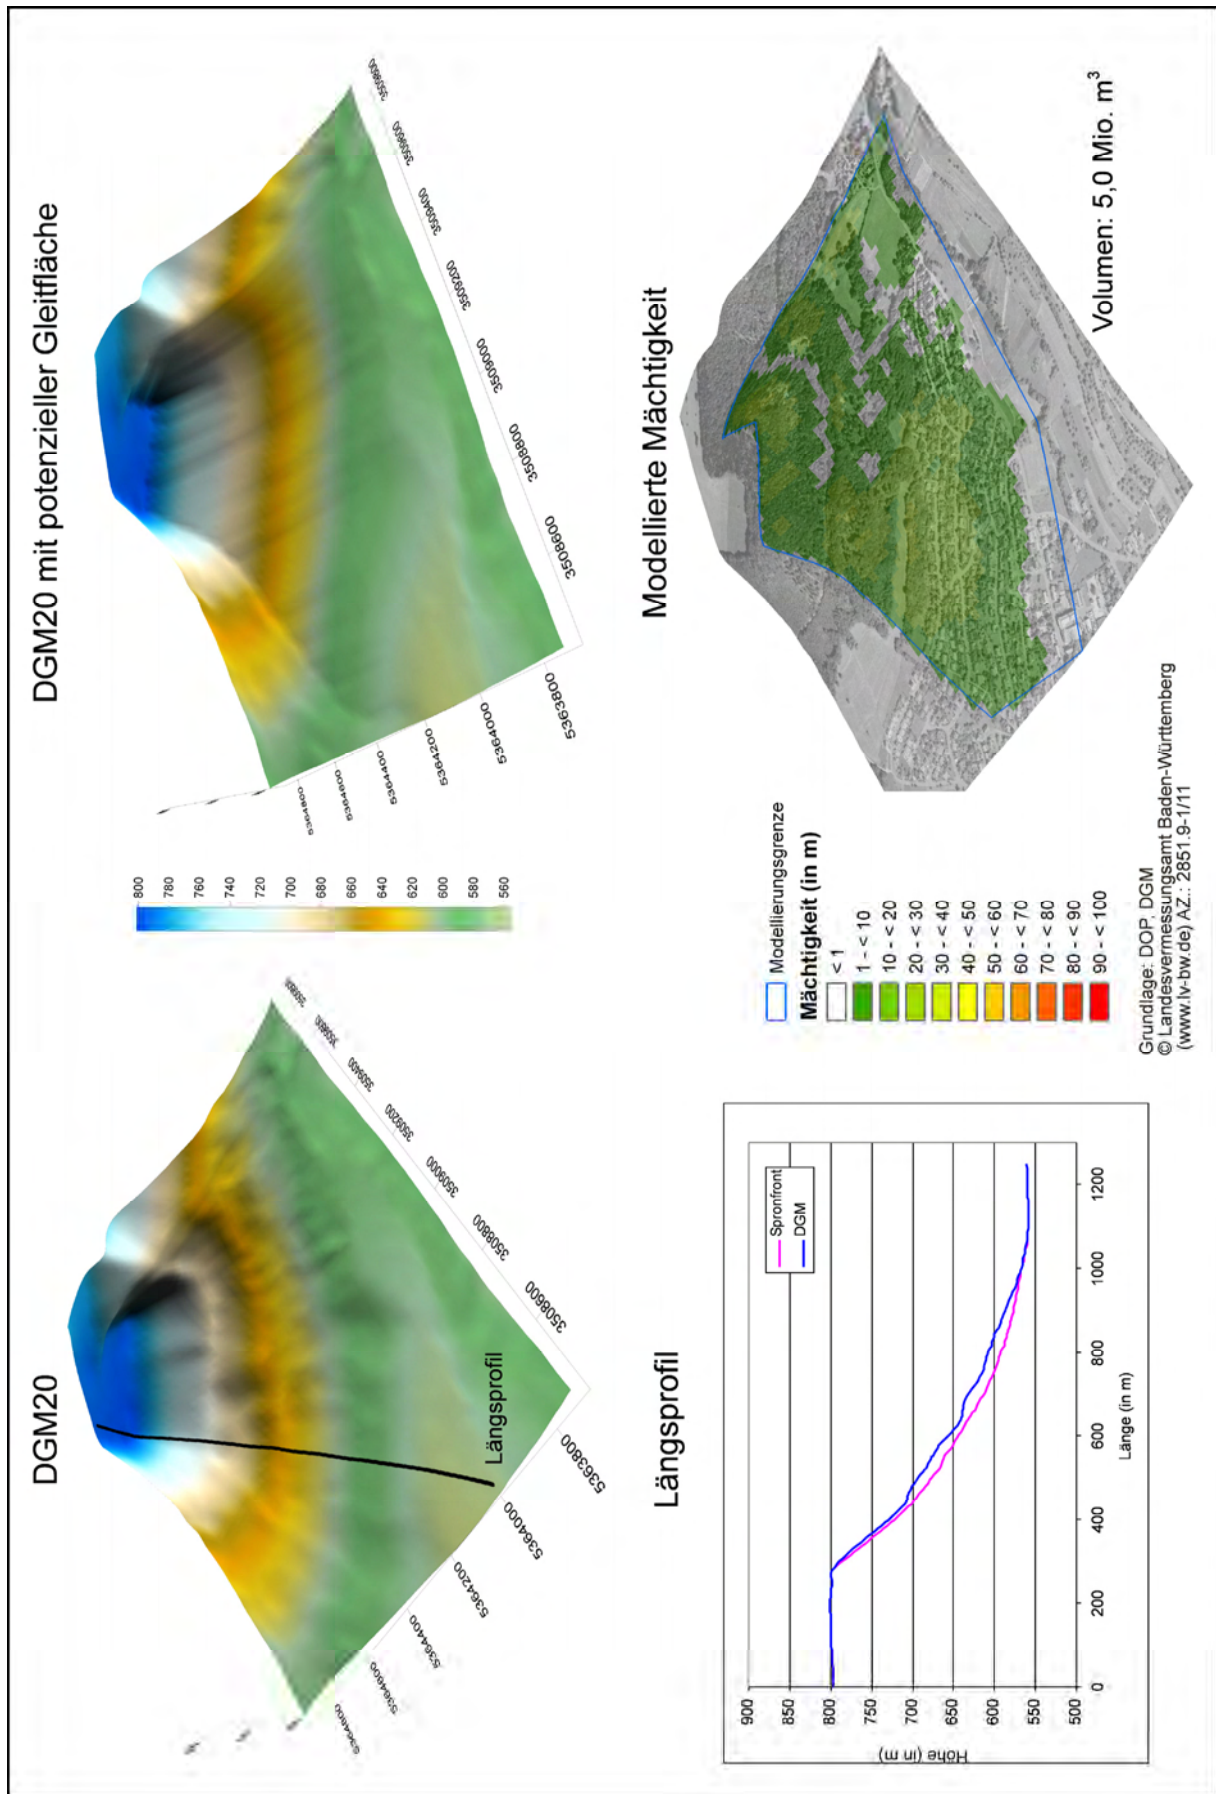 DGM20
Längsprofil
5364800
5364600
5364400
5364200
5364000
5363800
3508600
3508800
3509000
3509200
3509400
3509600
3509800
800
780
760
740
720
700
680
660
640
620
600
580
560
DGM20 mit potenzieller Gleitfläche
5364800
5364600
5364400
5364200
5364000
5363800
3508600
3508800
3509000
3509200
3509400
3509600
3509800
Längsprofil
900
850
800
750
700
650
600
550
500
Höhe (in m)
0
200
400
600
800
1000
1200
Länge (in m)
Spronfront
DGM
Modellierte Mächtigkeit
Modellierungsgrenze
Mächtigkeit (in m)
< 1
1 - < 10
10 - < 20
20 - < 30
30 - < 40
40 - < 50
50 - < 60
60 - < 70
70 - < 80
80 - < 90
90 - < 100
Volumen: 5,0 Mio. m³
Grundlage: DOP, DGM
© Landesvermessungsamt Baden-Württemberg
(www.lv-bw.de) AZ.: 2851.9-1/11